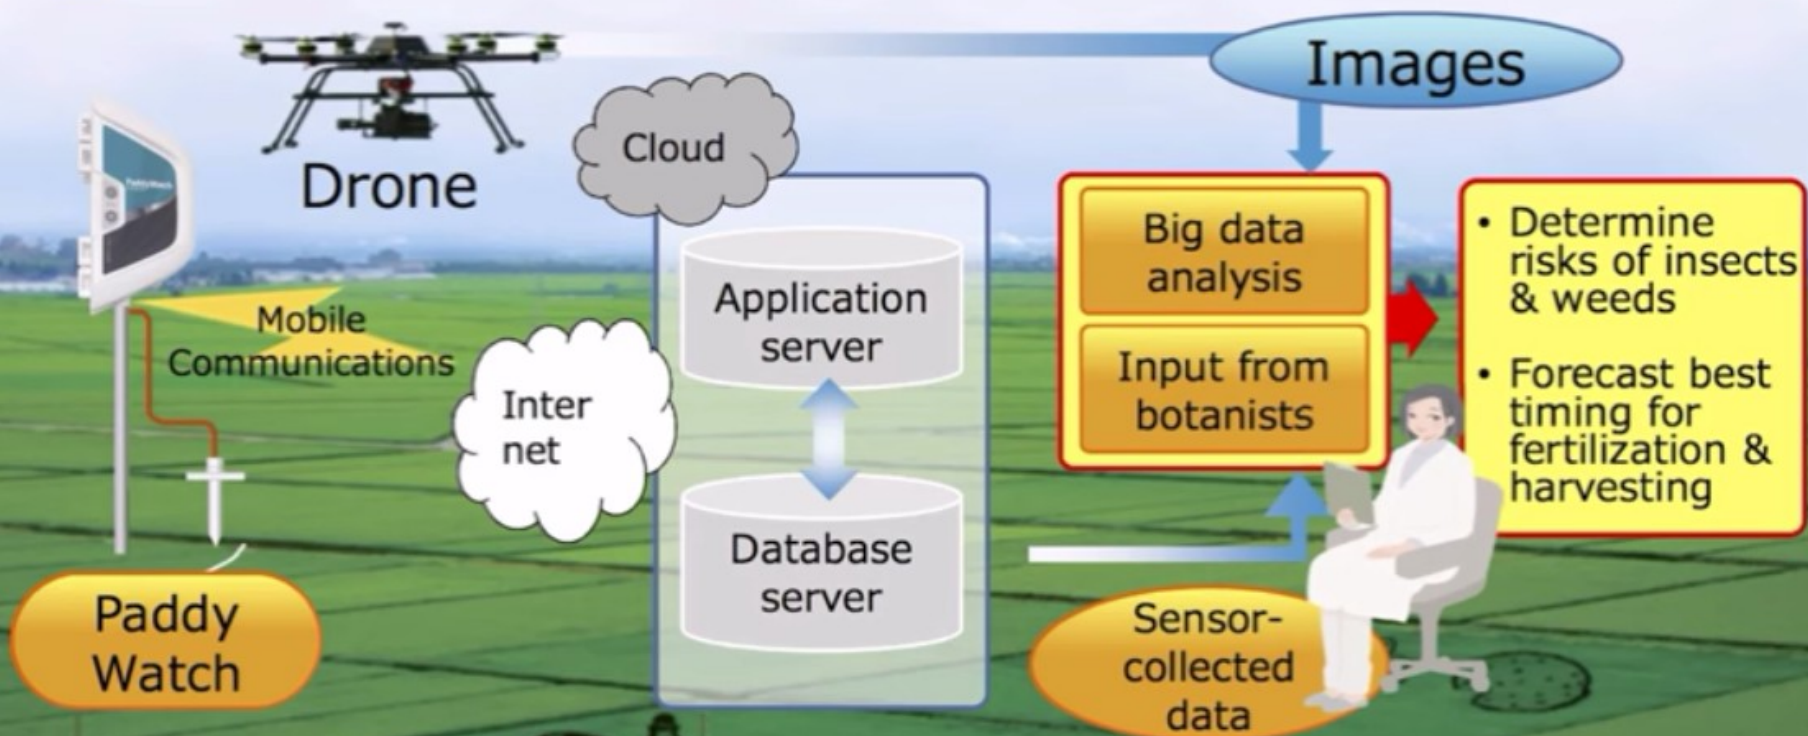 Images
Cloud
Drone
Big data
analysis
• Determine
risks of insects
& weeds
Application
server
Mobile
Communications
Input from
botanists
• Forecast best
timing for
fertilization &
harvesting
Inter
net
Database
server
Paddy
Watch
Sensor-
collected
data